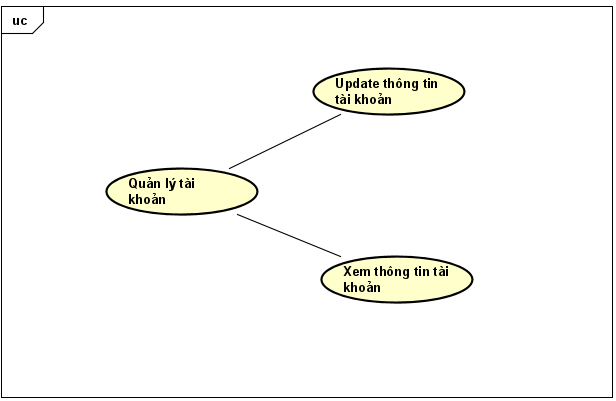 uc
Update thông tin
tài khoản
Quản lý tài
khoản
Xem thông tin tài
khoản